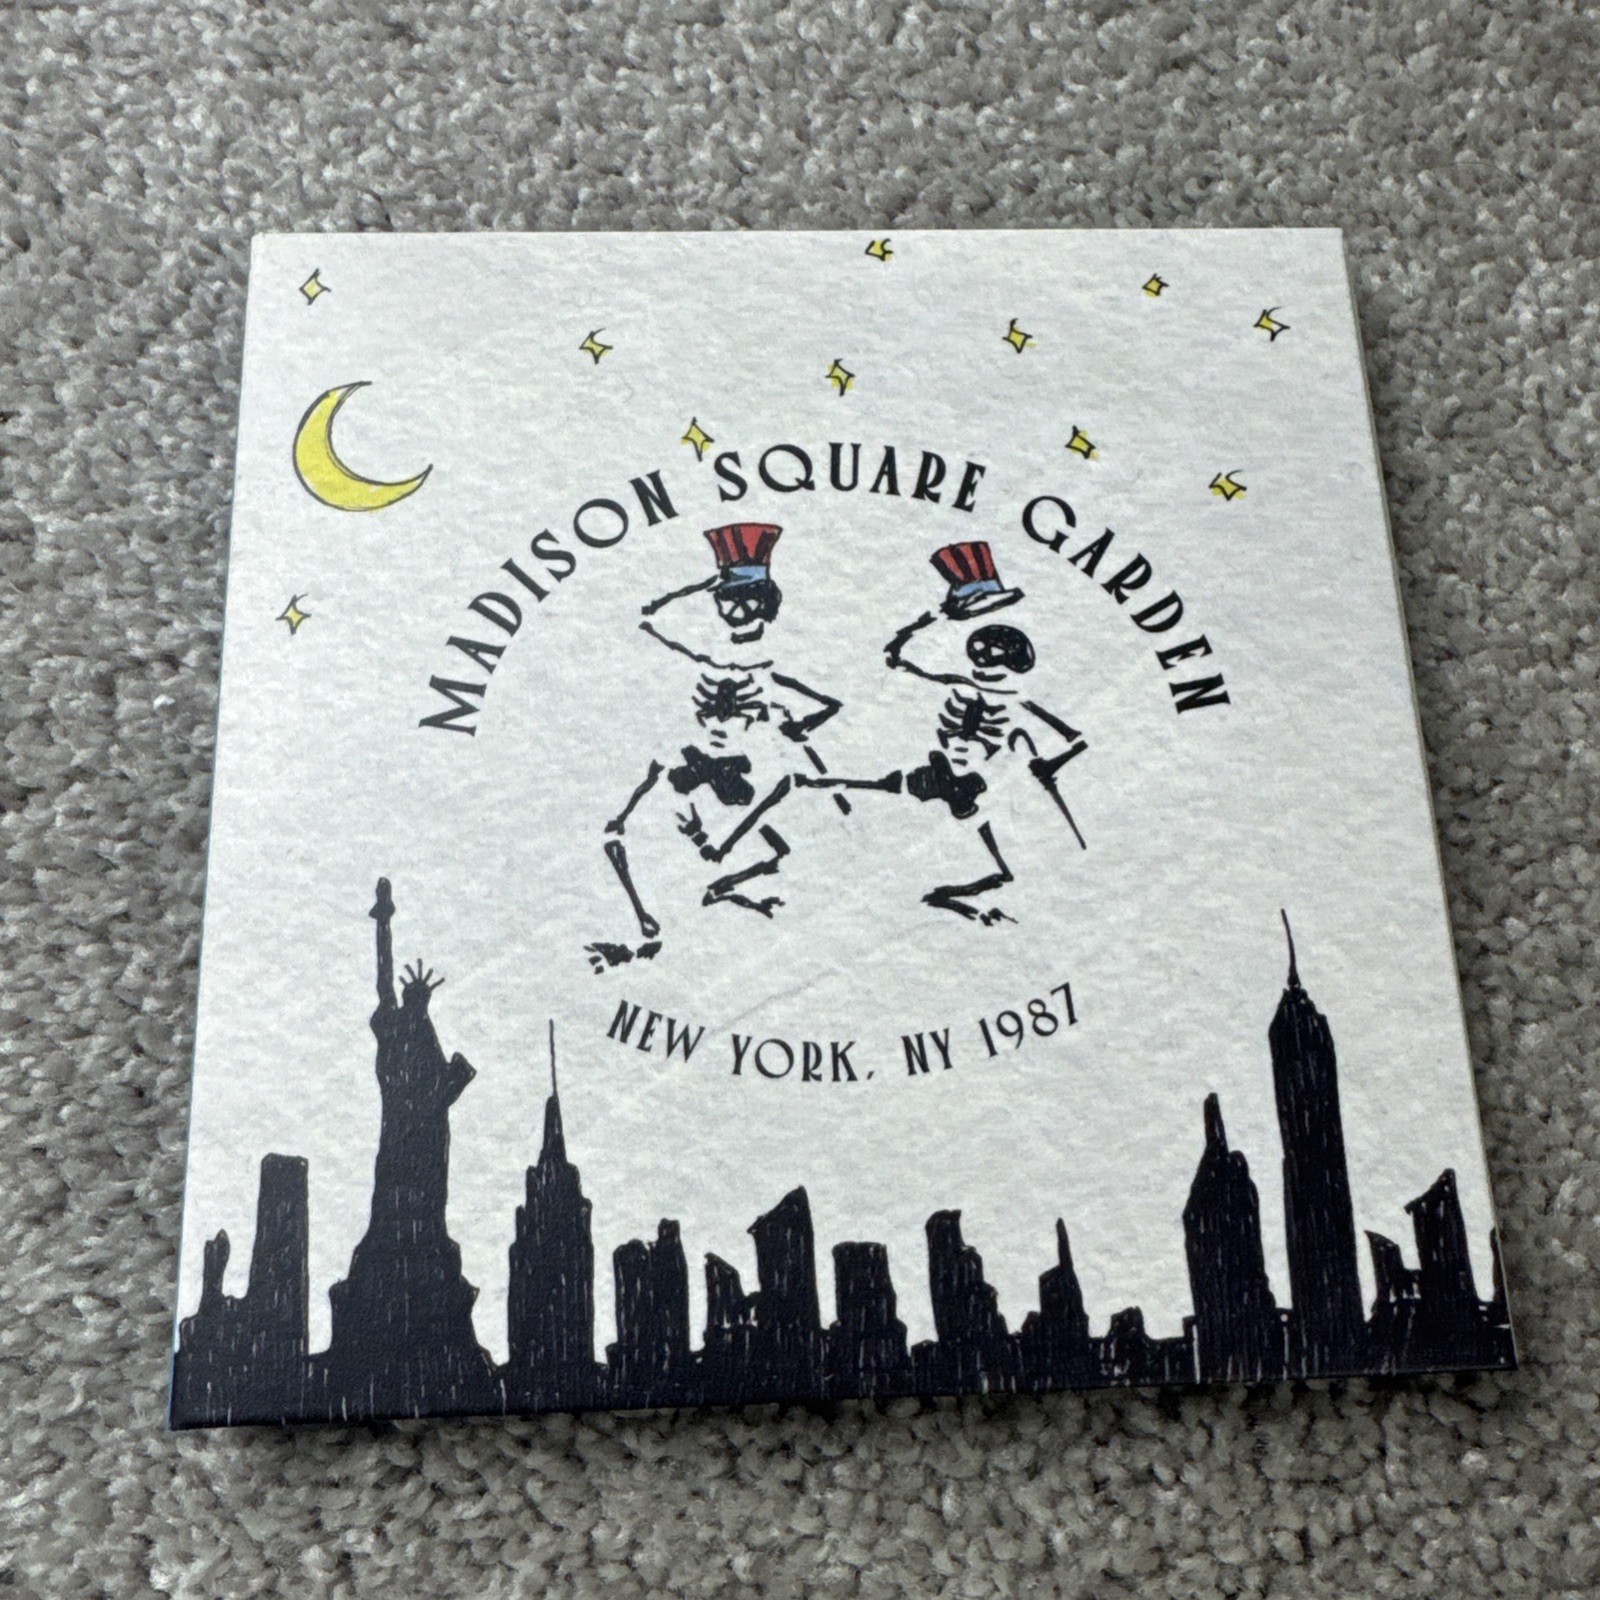 MADISON SQUARE GARDEN
NEW YORK, NY 1987